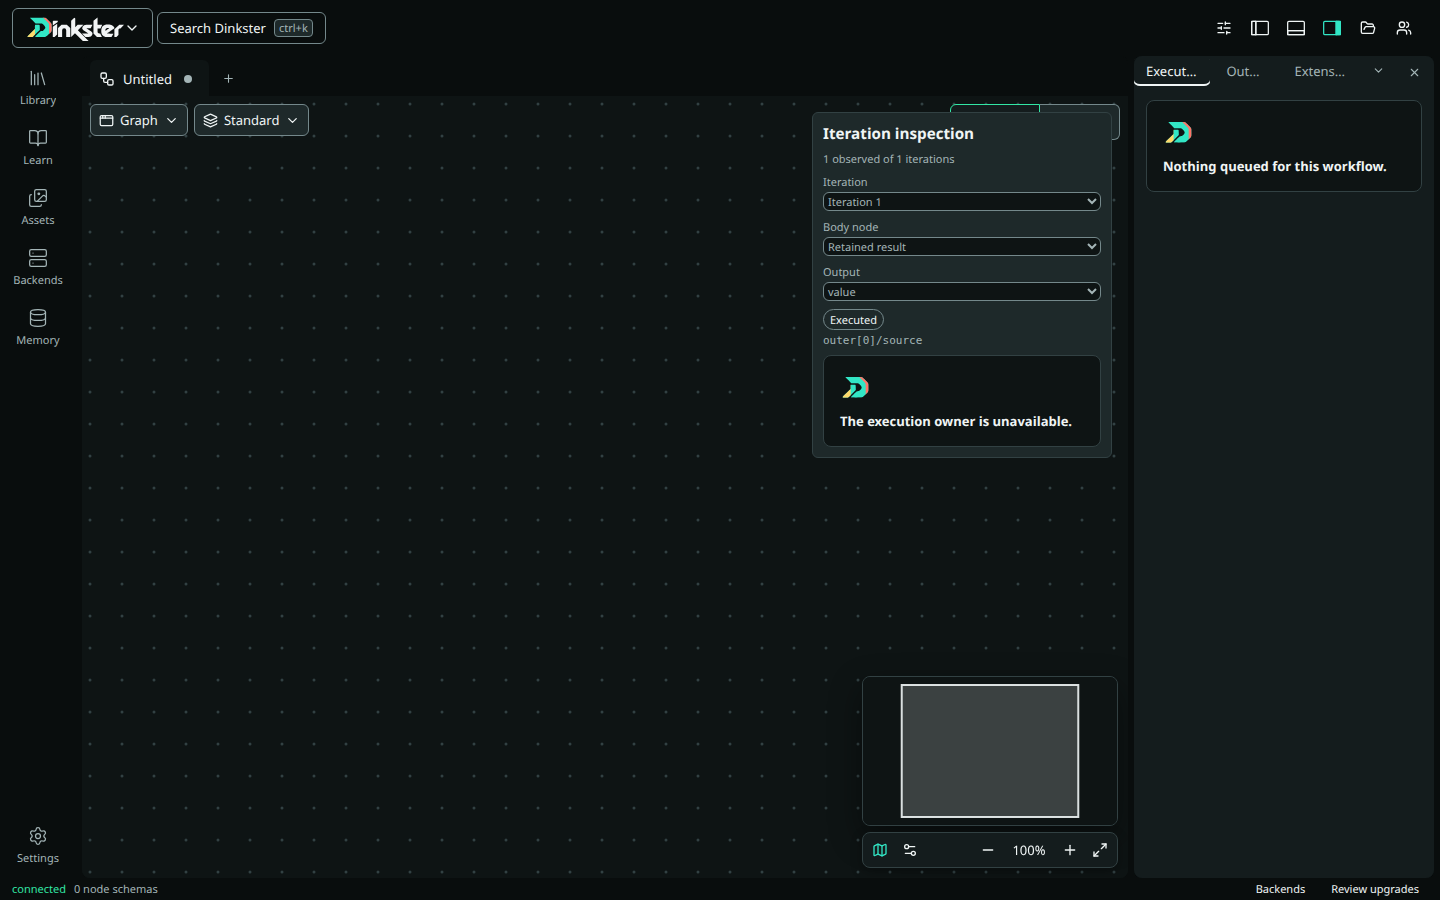 Dinkster
Search Dinkster ctrl+k
Library
Learn
Assets
Backends
Memory
Settings
Untitled
Graph
Standard
Iteration inspection
1 observed of 1 iterations
Iteration
Iteration 1
Body node
Retained result
Output
value
Executed
outer[0]/source
The execution owner is unavailable.
100%
Execut... Out... Extens...
Nothing queued for this workflow.
connected 0 node schemas
Backends Review upgrades